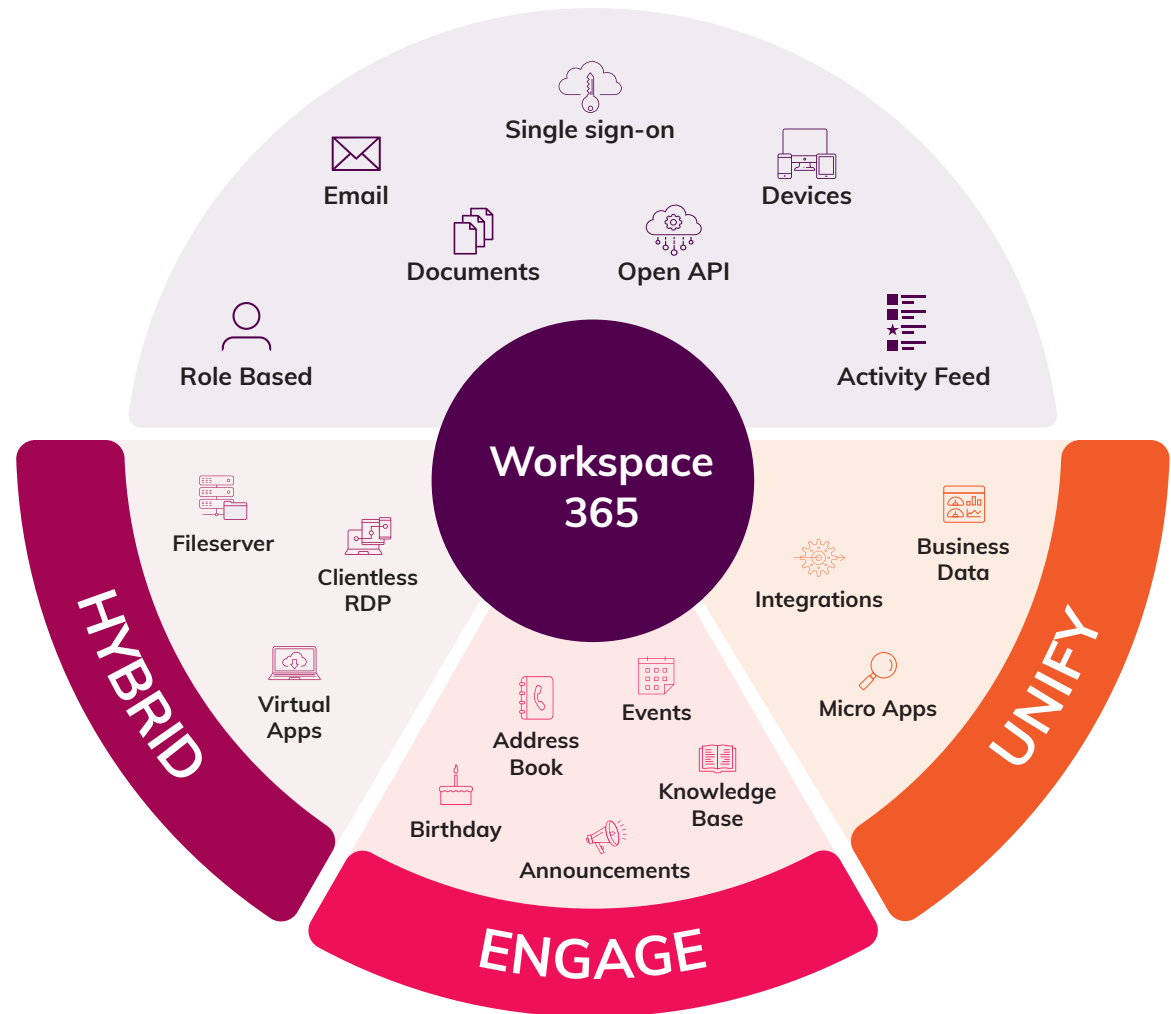 Single sign-on
Email
Devices
Documents
Open API
Role Based
Activity Feed
Workspace
365
HYBRID
Fileserver
Clientless
RDP
Virtual
Apps
ENGAGE
Address
Book
Events
Birthday
Knowledge
Base
Announcements
UNIFY
Business
Data
Integrations
Micro Apps